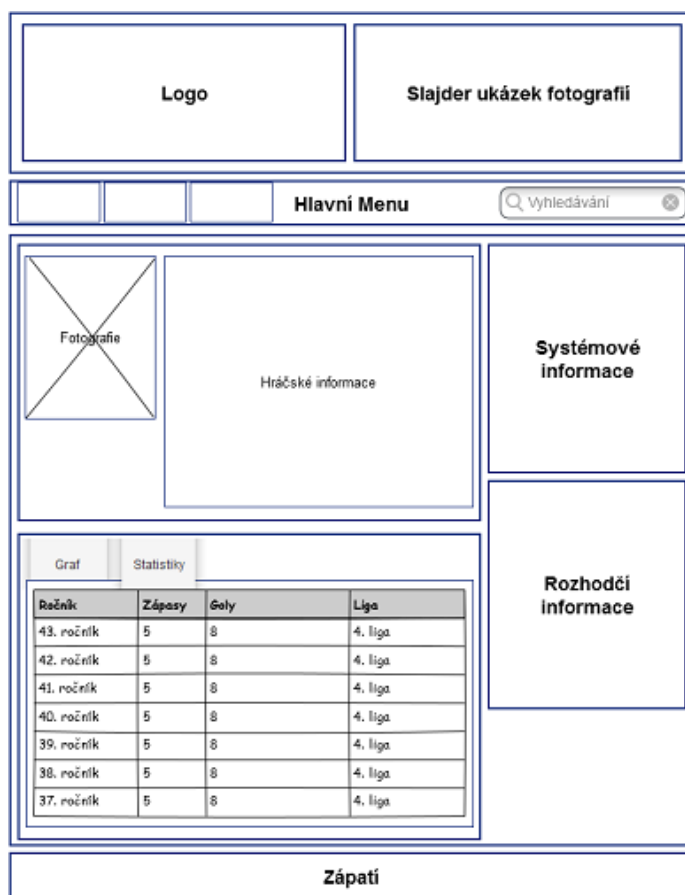 Logo
Slajder ukázek fotografií
Hlavní Menu
Vyhledávání
Fotografie
Hráčské informace
Systémové
informace
Rozhodčí
informace
Graf
Statistiky
Ročník Zápasy Goly Liga
43. ročník 5 8 4. liga
42. ročník 5 8 4. liga
41. ročník 5 8 4. liga
40. ročník 5 8 4. liga
39. ročník 5 8 4. liga
38. ročník 5 8 4. liga
37. ročník 5 8 4. liga
Zápatí